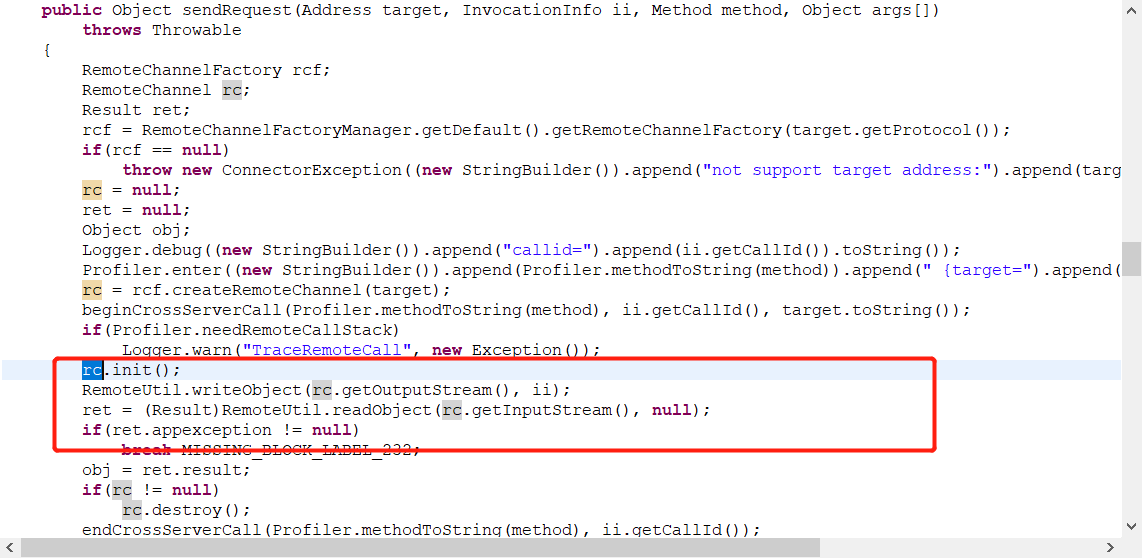 public Object sendRequest(Address target, InvocationInfo ii, Method method, Object args[])
throws Throwable
{
RemoteChannelFactory rcf;
RemoteChannel rc;
Result ret;
rcf = RemoteChannelFactoryManager.getDefault().getRemoteChannelFactory(target.getProtocol());
if(rcf == null)
throw new ConnectorException((new StringBuilder()).append("not support target address:").append(targ
rc = null;
ret = null;
Object obj;
Logger.debug((new StringBuilder()).append("callid=").append(ii.getCallId()).toString());
Profiler.enter((new StringBuilder()).append(Profiler.methodToString(method)).append(" {target=").append(
rc = rcf.createRemoteChannel(target);
beginCrossServerCall(Profiler.methodToString(method), ii.getCallId(), target.toString());
if(Profiler.needRemoteCallStack)
Logger.warn("TraceRemoteCall", new Exception());
rc.init();
RemoteUtil.writeObject(rc.getOutputStream(), ii);
ret = (Result)RemoteUtil.readObject(rc.getInputStream(), null);
if(ret.appexception != null)
break MISSING_BLOCK_LABEL_232;
obj = ret.result;
if(rc != null)
rc.destroy();
endCrossServerCall(Profiler.methodToString(method), ii.getCallId());